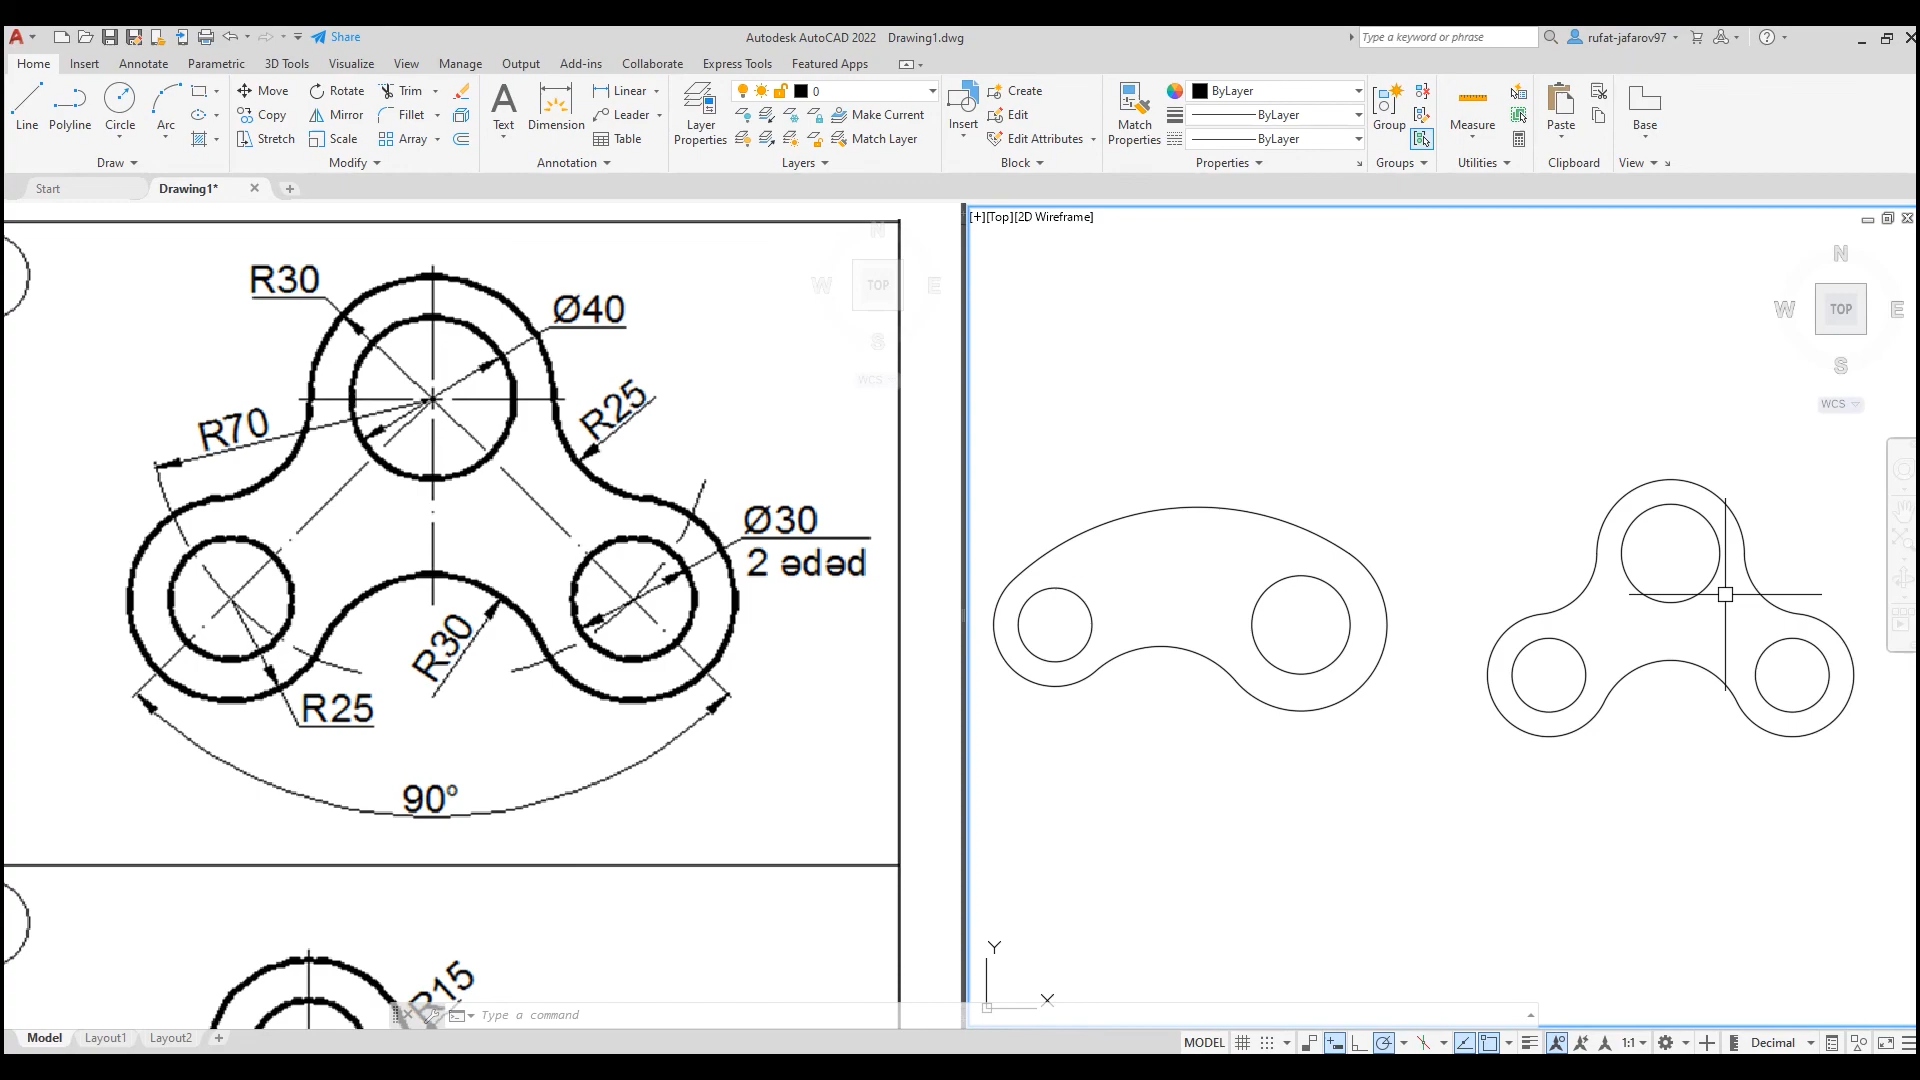 Share
Autodesk AutoCAD 2022 Drawing1.dwg
Type a keyword or phrase
rufat-jafarov97
Home Insert Annotate Parametric 3D Tools Visualize View Manage Output Add-ins Collaborate Express Tools Featured Apps
Line Polyline Circle Arc
Move Rotate Trim
Copy Mirror Fillet
Stretch Scale Array
Text Dimension
Linear
Leader
Table
Layer Properties
0
Make Current
Match Layer
Insert
Create
Edit
Edit Attributes
Match Properties
ByLayer
ByLayer
ByLayer
Group
Measure
Paste
Base
Draw Modify Annotation Layers Block Properties Groups Utilities Clipboard View
Start Drawing1*
[+][Top][2D Wireframe]
R30
Ø40
R25
R70
Ø30
2 ədəd
R30
R25
90°
R15
N
W TOP E
S
WCS
N
W TOP E
S
WCS
Y
X
Type a command
Model Layout1 Layout2
MODEL
1:1
Decimal